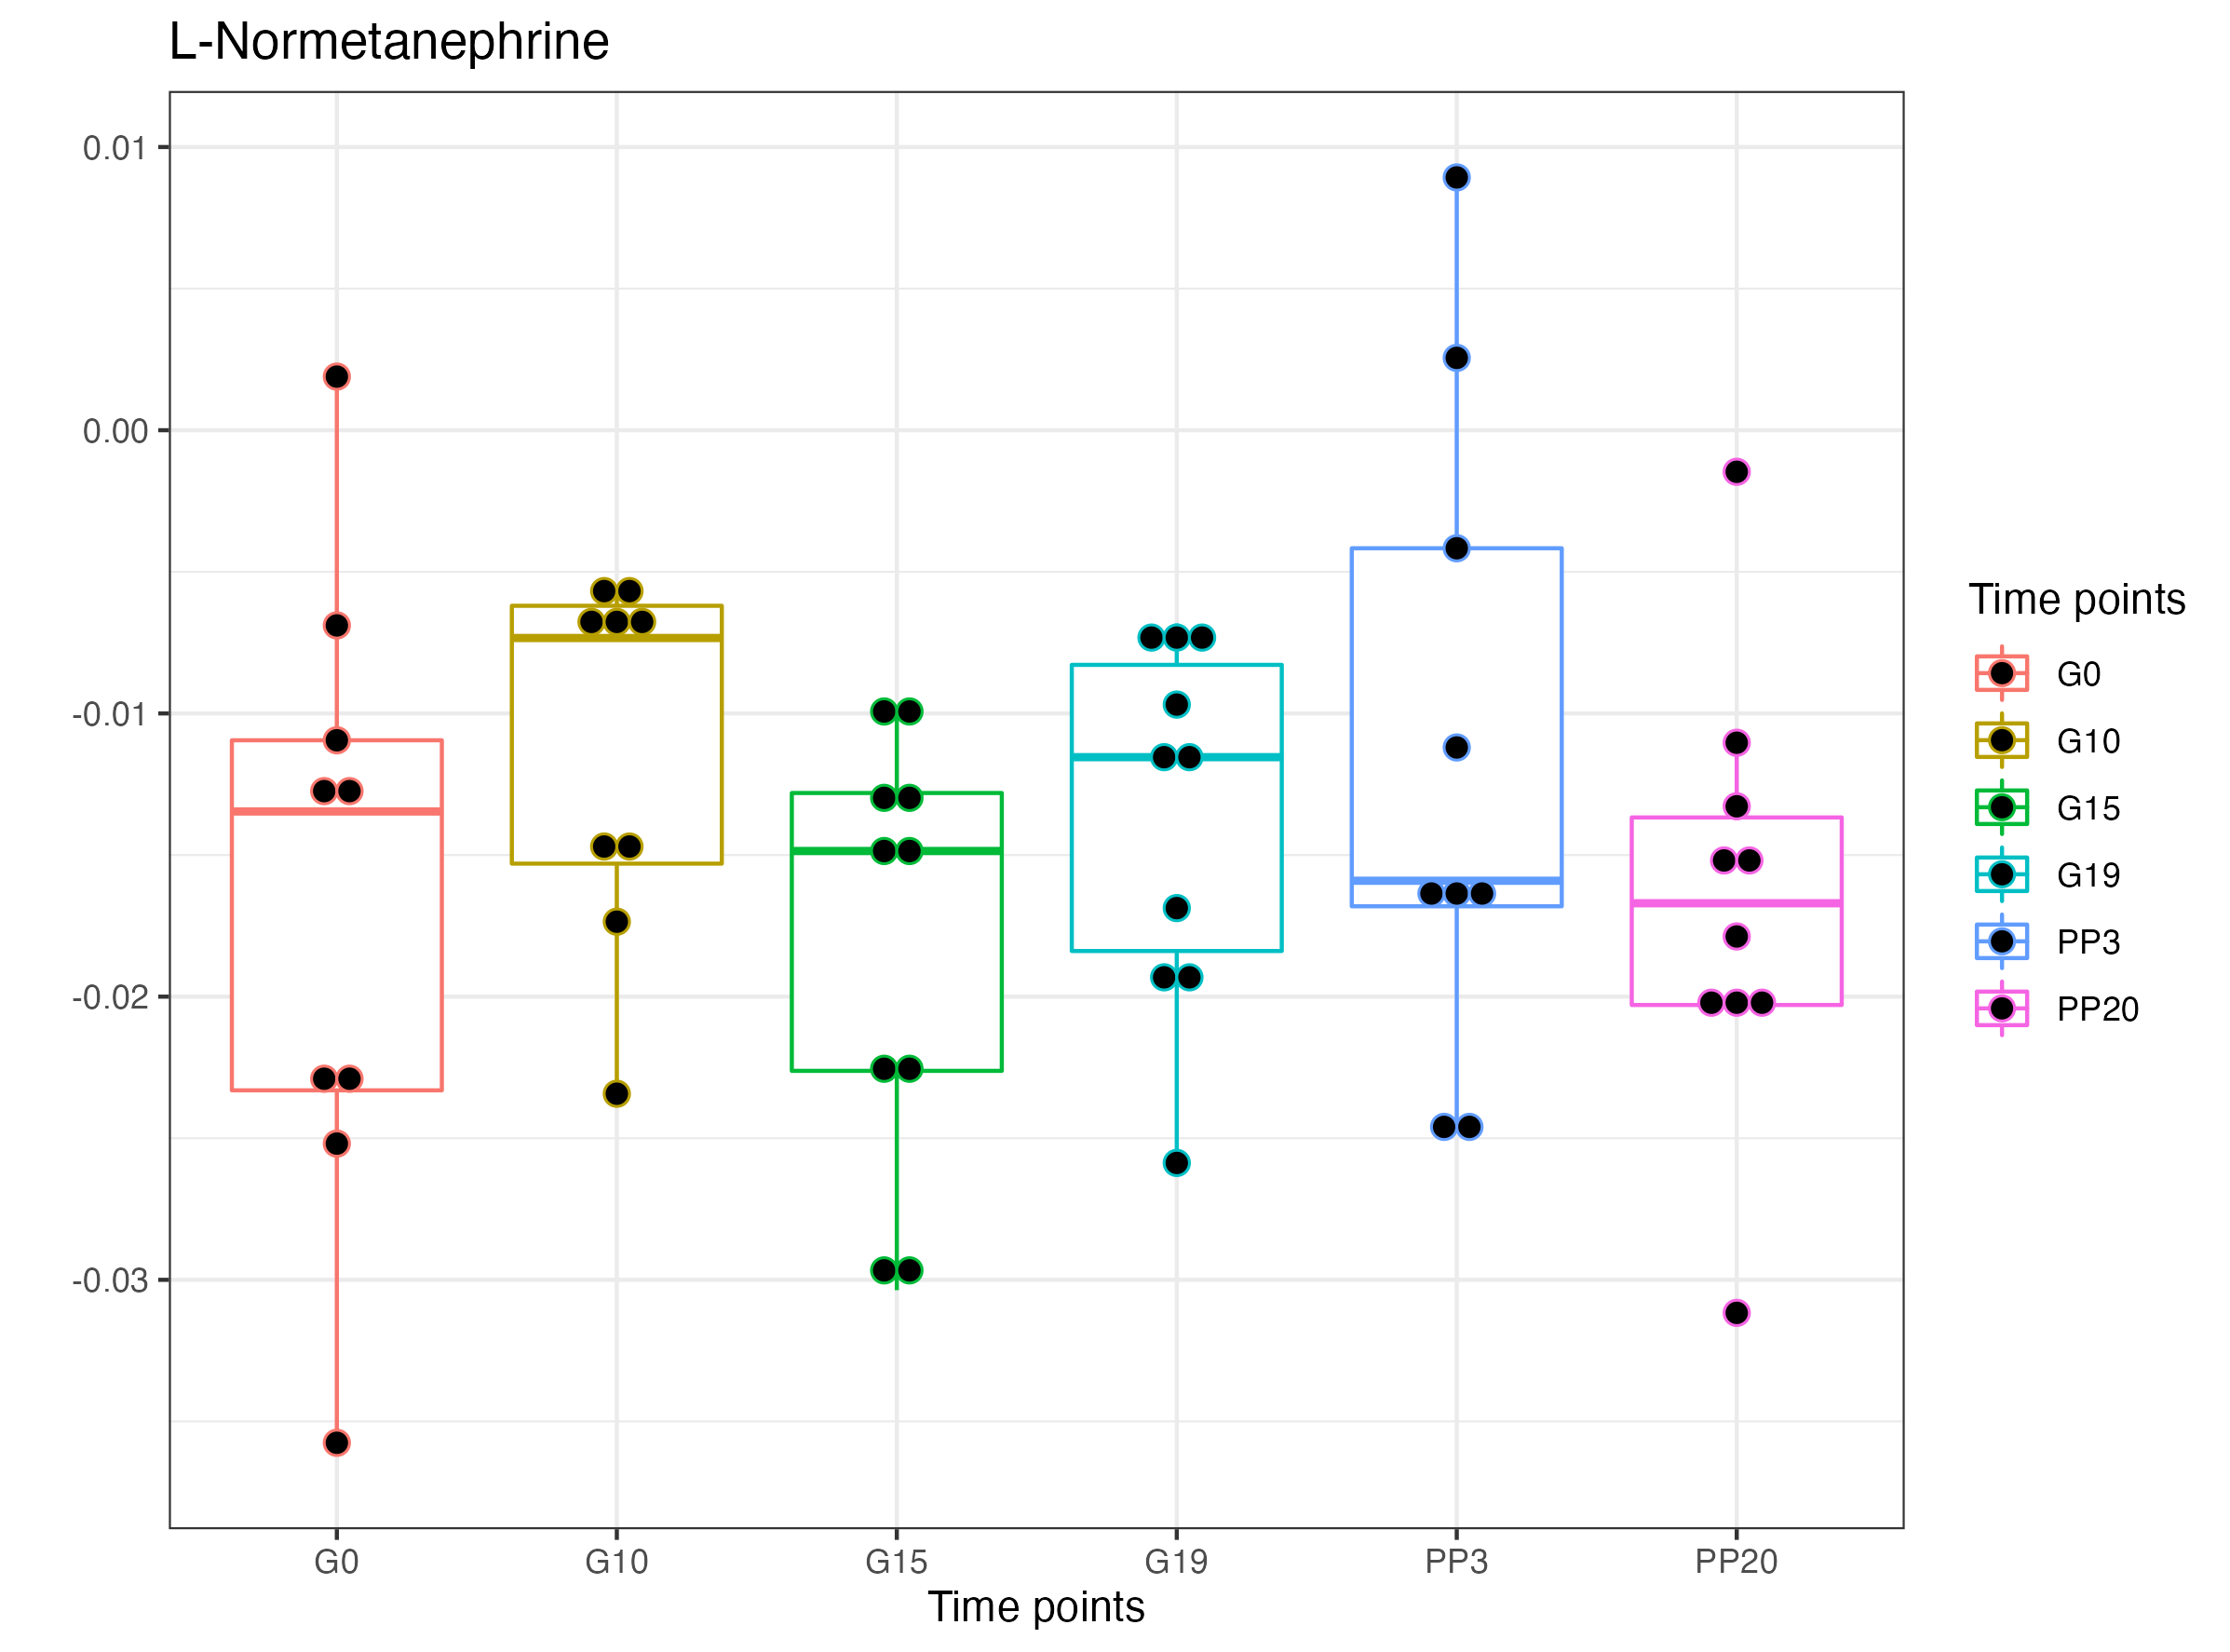 L-Normetanephrine
0.01
0.00
-0.01
-0.02
-0.03
G0 G10 G15 G19 PP3 PP20
Time points
Time points
G0
G10
G15
G19
PP3
PP20